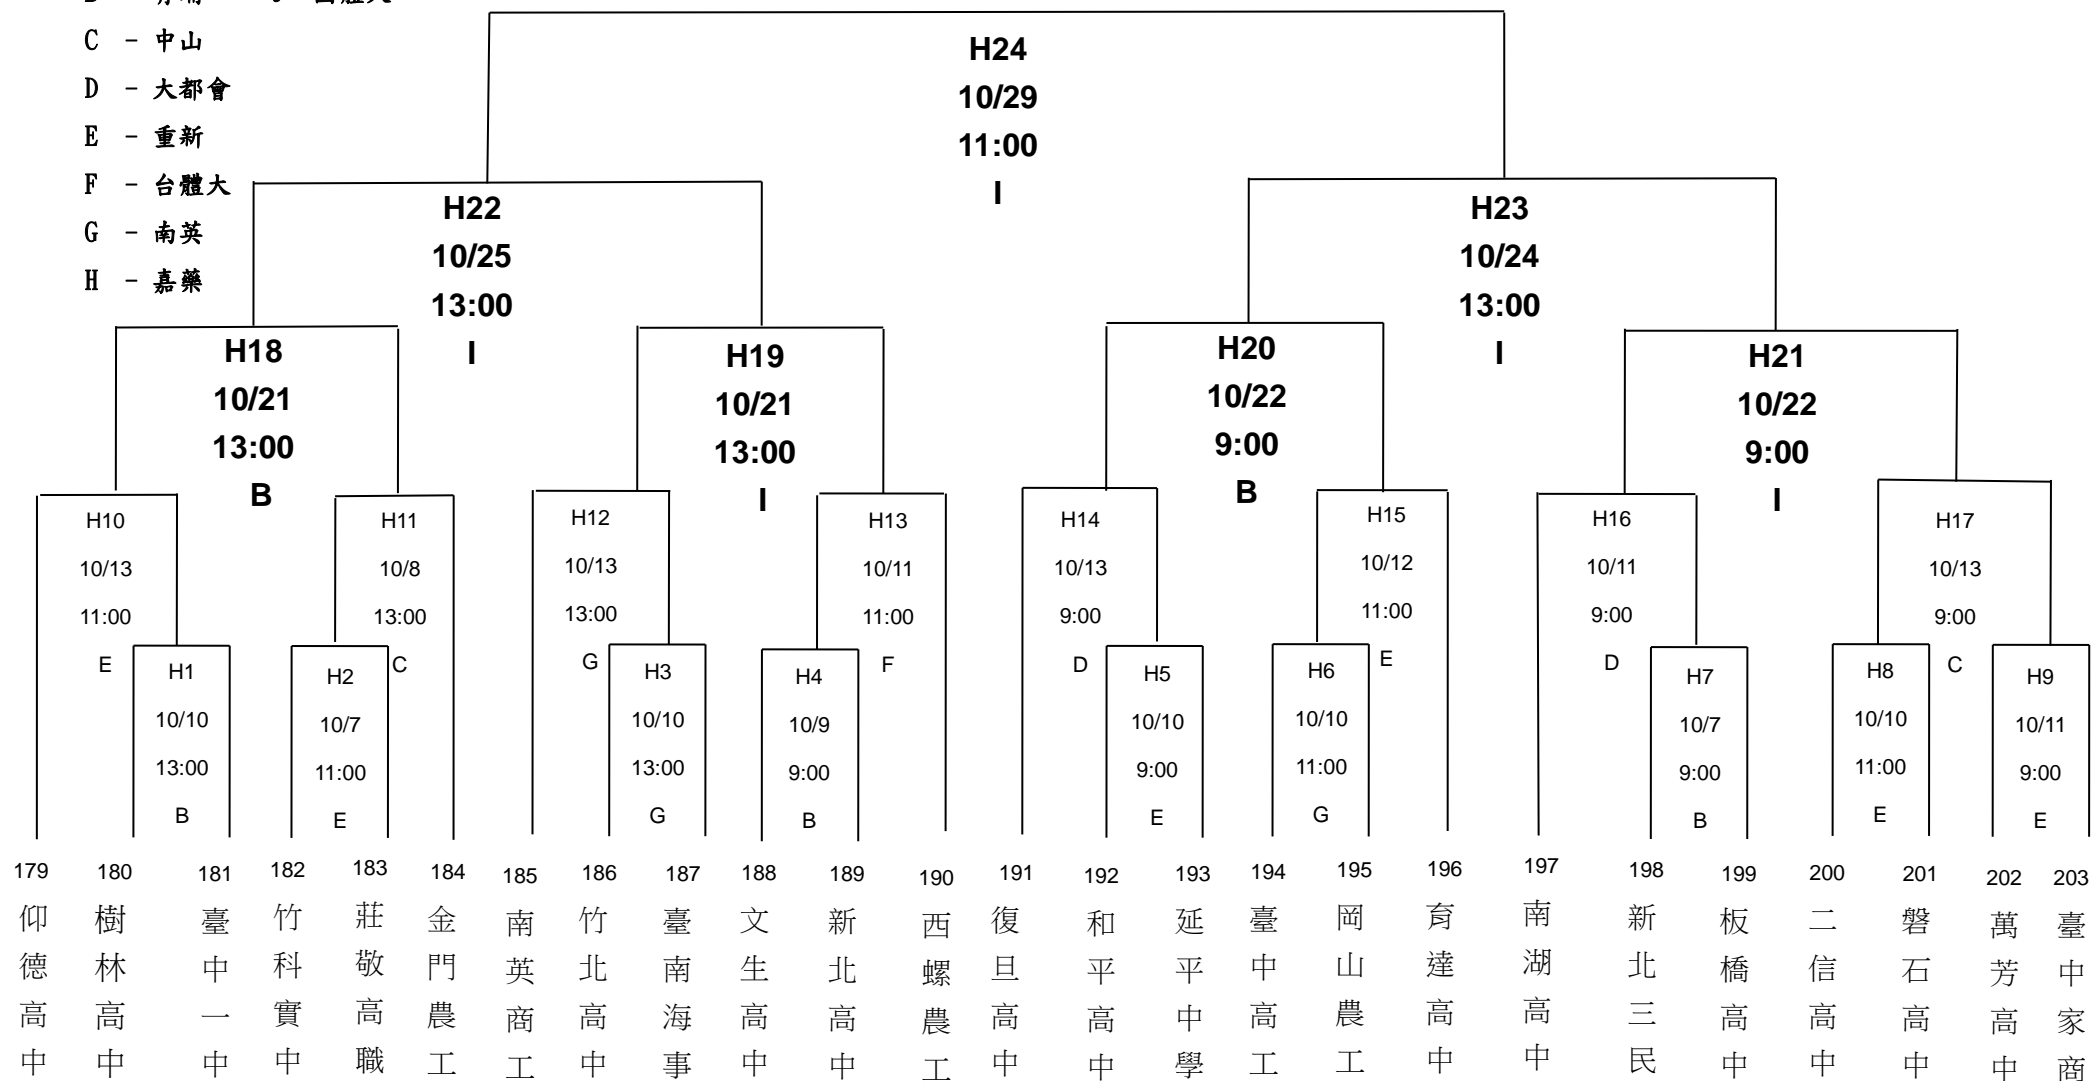 C - 中山
D - 大都會
E - 重新
F - 台體大
G - 南英
H - 嘉藥
H24
10/29
11:00
I
H22
10/25
13:00
I
H23
10/24
13:00
I
H18
10/21
13:00
B
H19
10/21
13:00
I
H20
10/22
9:00
B
H21
10/22
9:00
I
H10
10/13
11:00
E
H11
10/8
13:00
C
H12
10/13
13:00
G
H13
10/11
11:00
F
H14
10/13
9:00
D
H15
10/12
11:00
E
H16
10/11
9:00
D
H17
10/13
9:00
C
H1
10/10
13:00
B
H2
10/7
11:00
E
H3
10/10
13:00
G
H4
10/9
9:00
B
H5
10/10
9:00
E
H6
10/10
11:00
G
H7
10/7
9:00
B
H8
10/10
11:00
E
H9
10/11
9:00
E
179
仰德高中
180
樹林高中
181
臺中一中
182
竹科實中
183
莊敬高職
184
金門農工
185
南英商工
186
竹北高中
187
臺南海事
188
文生高中
189
新北高中
190
西螺農工
191
復旦高中
192
和平高中
193
延平中學
194
臺中高工
195
岡山農工
196
育達高中
197
南湖高中
198
新北三民
199
板橋高中
200
二信高中
201
磐石高中
202
萬芳高中
203
臺中家商